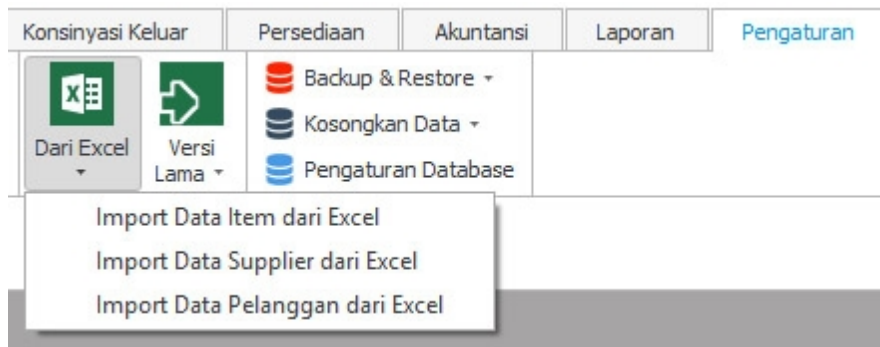 Konsinyasi Keluar Persediaan Akuntansi Laporan Pengaturan
Dari Excel
Versi
Lama
Backup & Restore
Kosongkan Data
Pengaturan Database
Import Data Item dari Excel
Import Data Supplier dari Excel
Import Data Pelanggan dari Excel